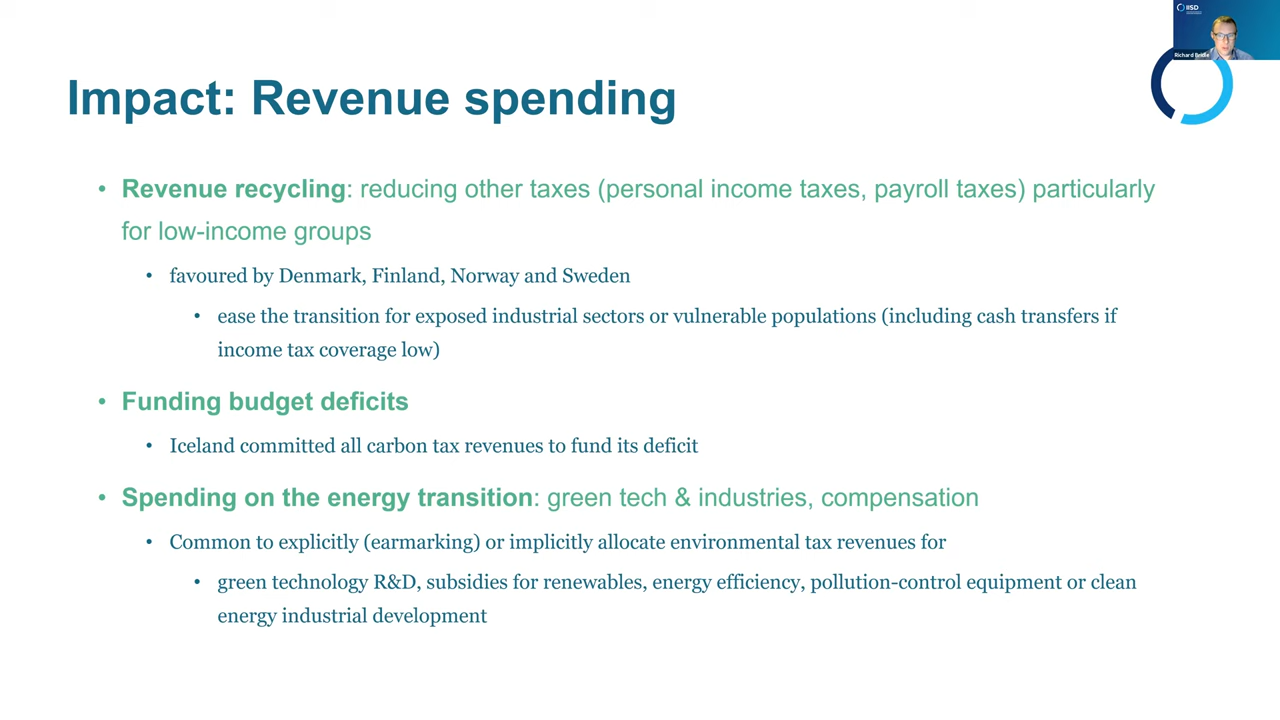 IISD
Richard Bridle
Impact: Revenue spending
• Revenue recycling: reducing other taxes (personal income taxes, payroll taxes) particularly
for low-income groups
• favoured by Denmark, Finland, Norway and Sweden
• ease the transition for exposed industrial sectors or vulnerable populations (including cash transfers if
income tax coverage low)
• Funding budget deficits
• Iceland committed all carbon tax revenues to fund its deficit
• Spending on the energy transition: green tech & industries, compensation
• Common to explicitly (earmarking) or implicitly allocate environmental tax revenues for
• green technology R&D, subsidies for renewables, energy efficiency, pollution-control equipment or clean
energy industrial development